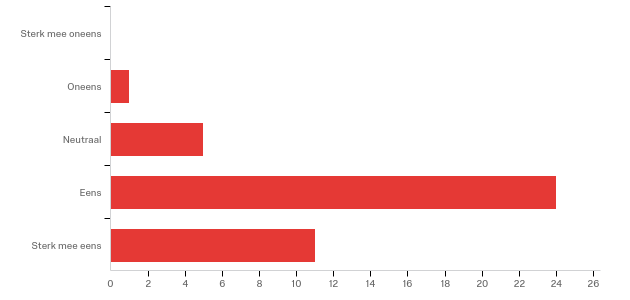 Sterk mee oneens
Oneens
Neutraal
Eens
Sterk mee eens
0 2 4 6 8 10 12 14 16 18 20 22 24 26